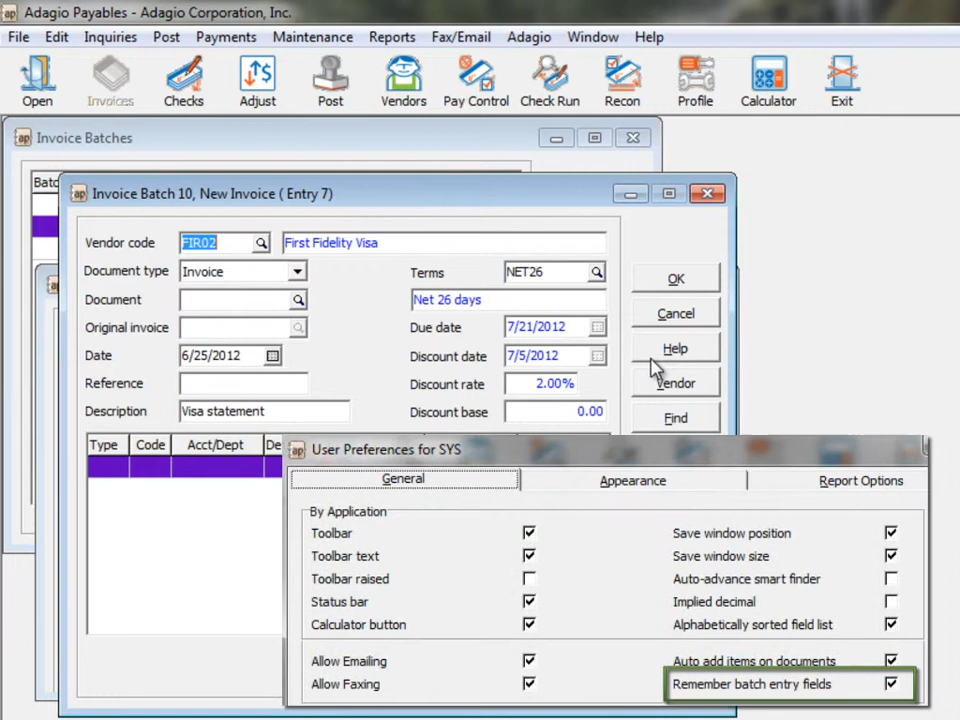 ap Adagio Payables - Adagio Corporation, Inc.
File Edit Inquiries Post Payments Maintenance Reports Fax/Email Adagio Window Help
Open Invoices Checks Adjust Post Vendors Pay Control Check Run Recon Profile Calculator Exit
ap Invoice Batches
Batc
ap Invoice Batch 10, New Invoice ( Entry 7)
Vendor code FIR02 First Fidelity Visa
Document type Invoice Terms NET26 OK
Document Net 26 days
Original invoice Due date 7/21/2012 Cancel
Date 6/25/2012 Discount date 7/5/2012 Help
Reference Discount rate 2.00% Vendor
Description Visa statement Discount base 0.00 Find
Type Code Acct/Dept De
ap User Preferences for SYS
General Appearance Report Options
By Application
Toolbar Save window position
Toolbar text Save window size
Toolbar raised Auto-advance smart finder
Status bar Implied decimal
Calculator button Alphabetically sorted field list
Allow Emailing Auto add items on documents
Allow Faxing Remember batch entry fields